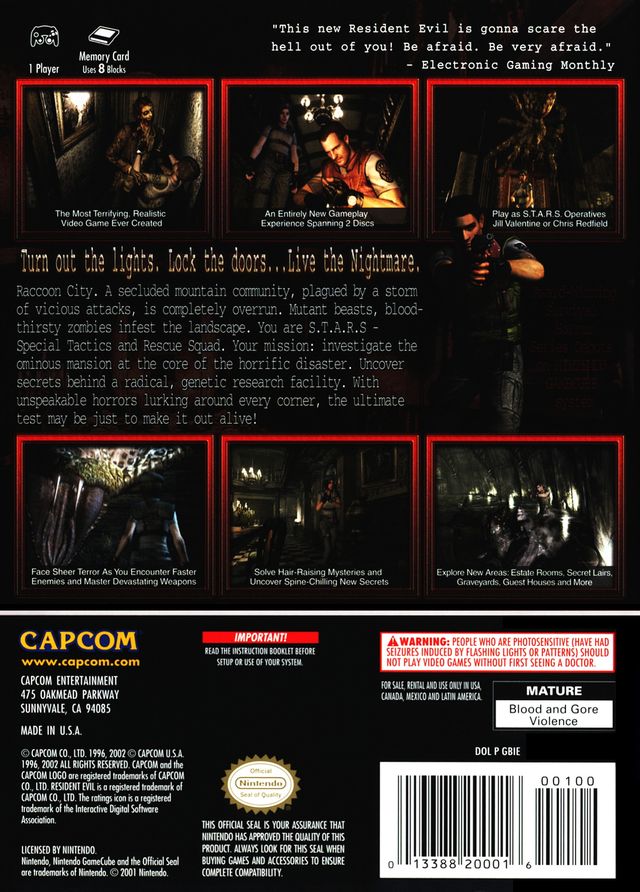 "This new Resident Evil is gonna scare the
hell out of you! Be afraid. Be very afraid."
- Electronic Gaming Monthly
1 Player
Memory Card
Uses 8 Blocks
The Most Terrifying, Realistic
Video Game Ever Created
An Entirely New Gameplay
Experience Spanning 2 Discs
Play as S.T.A.R.S. Operatives
Jill Valentine or Chris Redfield
Turn out the lights. Lock the doors...Live the Nightmare.
Raccoon City. A secluded mountain community, plagued by a storm
of vicious attacks, is completely overrun. Mutant beasts, blood-
thirsty zombies infest the landscape. You are S.T.A.R.S -
Special Tactics and Rescue Squad. Your mission: investigate the
ominous mansion at the core of the horrific disaster. Uncover
secrets behind a radical, genetic research facility. With
unspeakable horrors lurking around every corner, the ultimate
test may be just to make it out alive!
Face Sheer Terror As You Encounter Faster
Enemies and Master Devastating Weapons
Solve Hair-Raising Mysteries and
Uncover Spine-Chilling New Secrets
Explore New Areas: Estate Rooms, Secret Lairs,
Graveyards, Guest Houses and More
CAPCOM
www.capcom.com
CAPCOM ENTERTAINMENT
475 OAKMEAD PARKWAY
SUNNYVALE, CA 94085
MADE IN U.S.A.
© CAPCOM CO., LTD. 1996, 2002 © CAPCOM U.S.A.
1996, 2002 ALL RIGHTS RESERVED. CAPCOM and the
CAPCOM LOGO are registered trademarks of CAPCOM
CO., LTD. RESIDENT EVIL is a registered trademark of
CAPCOM CO., LTD. The ratings icon is a registered
trademark of the Interactive Digital Software
Association.
LICENSED BY NINTENDO.
Nintendo, Nintendo GameCube and the Official Seal
are trademarks of Nintendo. © 2001 Nintendo.
IMPORTANT!
READ THE INSTRUCTION BOOKLET BEFORE
SETUP OR USE OF YOUR SYSTEM.
Official
Nintendo
Seal of Quality
THIS OFFICIAL SEAL IS YOUR ASSURANCE THAT
NINTENDO HAS APPROVED THE QUALITY OF THIS
PRODUCT. ALWAYS LOOK FOR THIS SEAL WHEN
BUYING GAMES AND ACCESSORIES TO ENSURE
COMPLETE COMPATIBILITY.
WARNING: PEOPLE WHO ARE PHOTOSENSITIVE (HAVE HAD
SEIZURES INDUCED BY FLASHING LIGHTS OR PATTERNS) SHOULD
NOT PLAY VIDEO GAMES WITHOUT FIRST SEEING A DOCTOR.
FOR SALE, RENTAL AND USE ONLY IN USA,
CANADA, MEXICO AND LATIN AMERICA.
MATURE
Blood and Gore
Violence
DOL P GBIE
00100
0 13388 20001 6